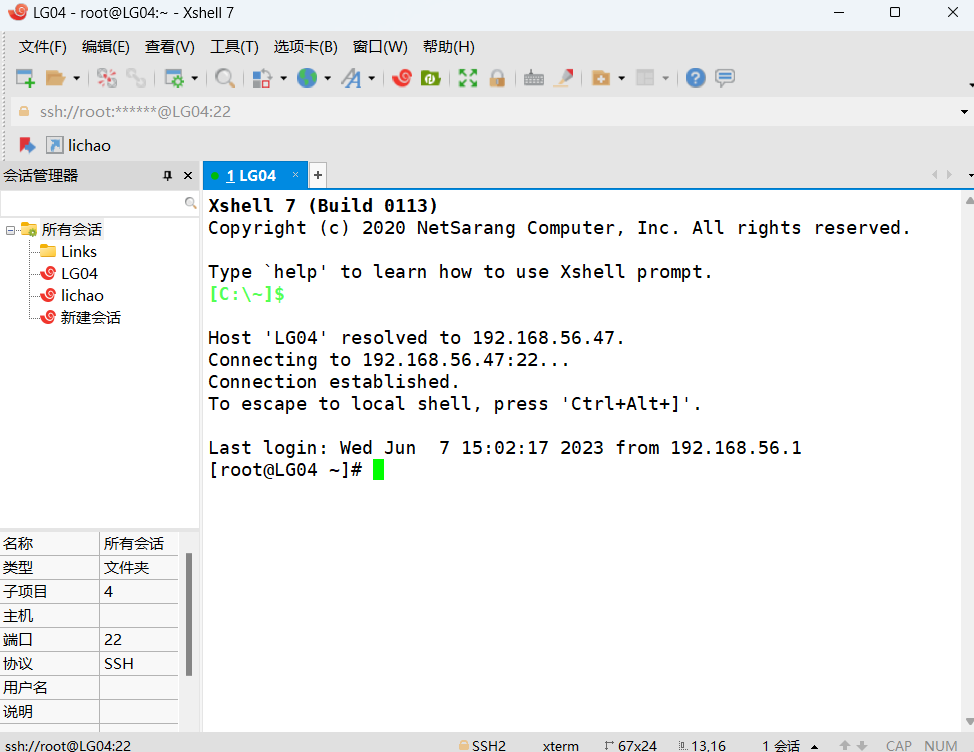 LG04 - root@LG04:~ - Xshell 7
文件(F) 编辑(E) 查看(V) 工具(T) 选项卡(B) 窗口(W) 帮助(H)
ssh://root:******@LG04:22
lichao
会话管理器
1 LG04
所有会话
Links
LG04
lichao
新建会话
Xshell 7 (Build 0113)
Copyright (c) 2020 NetSarang Computer, Inc. All rights reserved.
Type `help' to learn how to use Xshell prompt.
[C:\~]$
Host 'LG04' resolved to 192.168.56.47.
Connecting to 192.168.56.47:22...
Connection established.
To escape to local shell, press 'Ctrl+Alt+]'.
Last login: Wed Jun  7 15:02:17 2023 from 192.168.56.1
[root@LG04 ~]#
名称 所有会话
类型 文件夹
子项目 4
主机
端口 22
协议 SSH
用户名
说明
ssh://root@LG04:22 SSH2 xterm 67x24 13,16 1 会话 CAP NUM